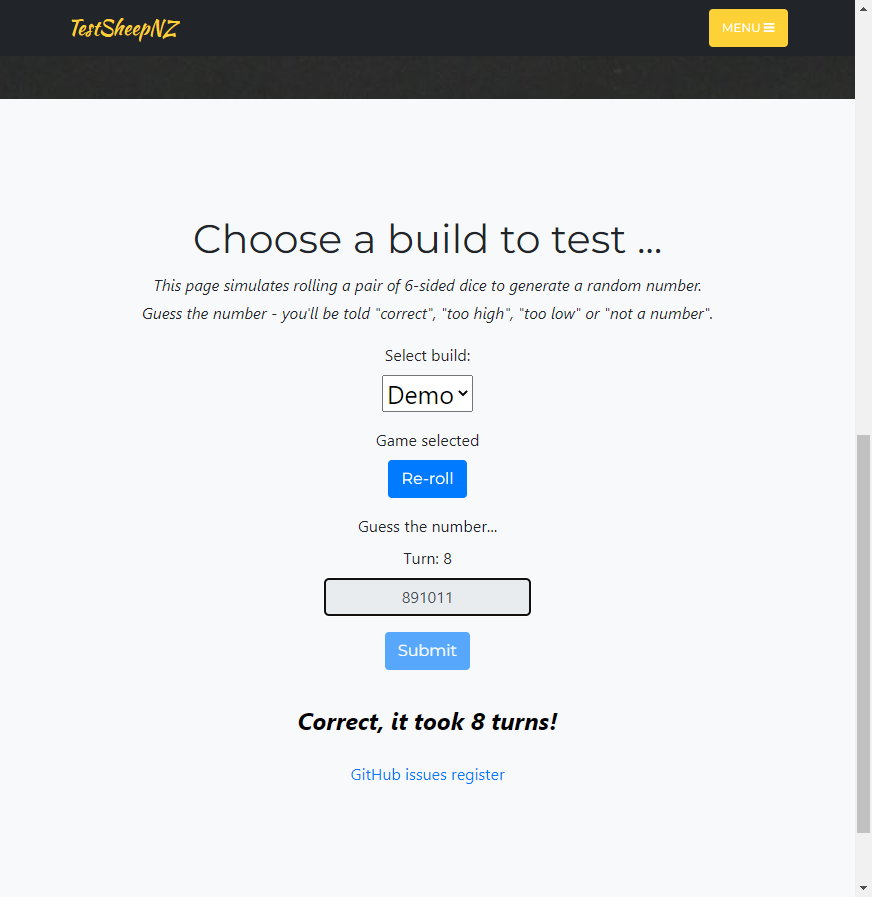 TestSheepNZ
MENU
Choose a build to test ...
This page simulates rolling a pair of 6-sided dice to generate a random number.
Guess the number - you'll be told "correct", "too high", "too low" or "not a number".
Select build:
Demo
Game selected
Re-roll
Guess the number...
Turn: 8
891011
Submit
Correct, it took 8 turns!
GitHub issues register